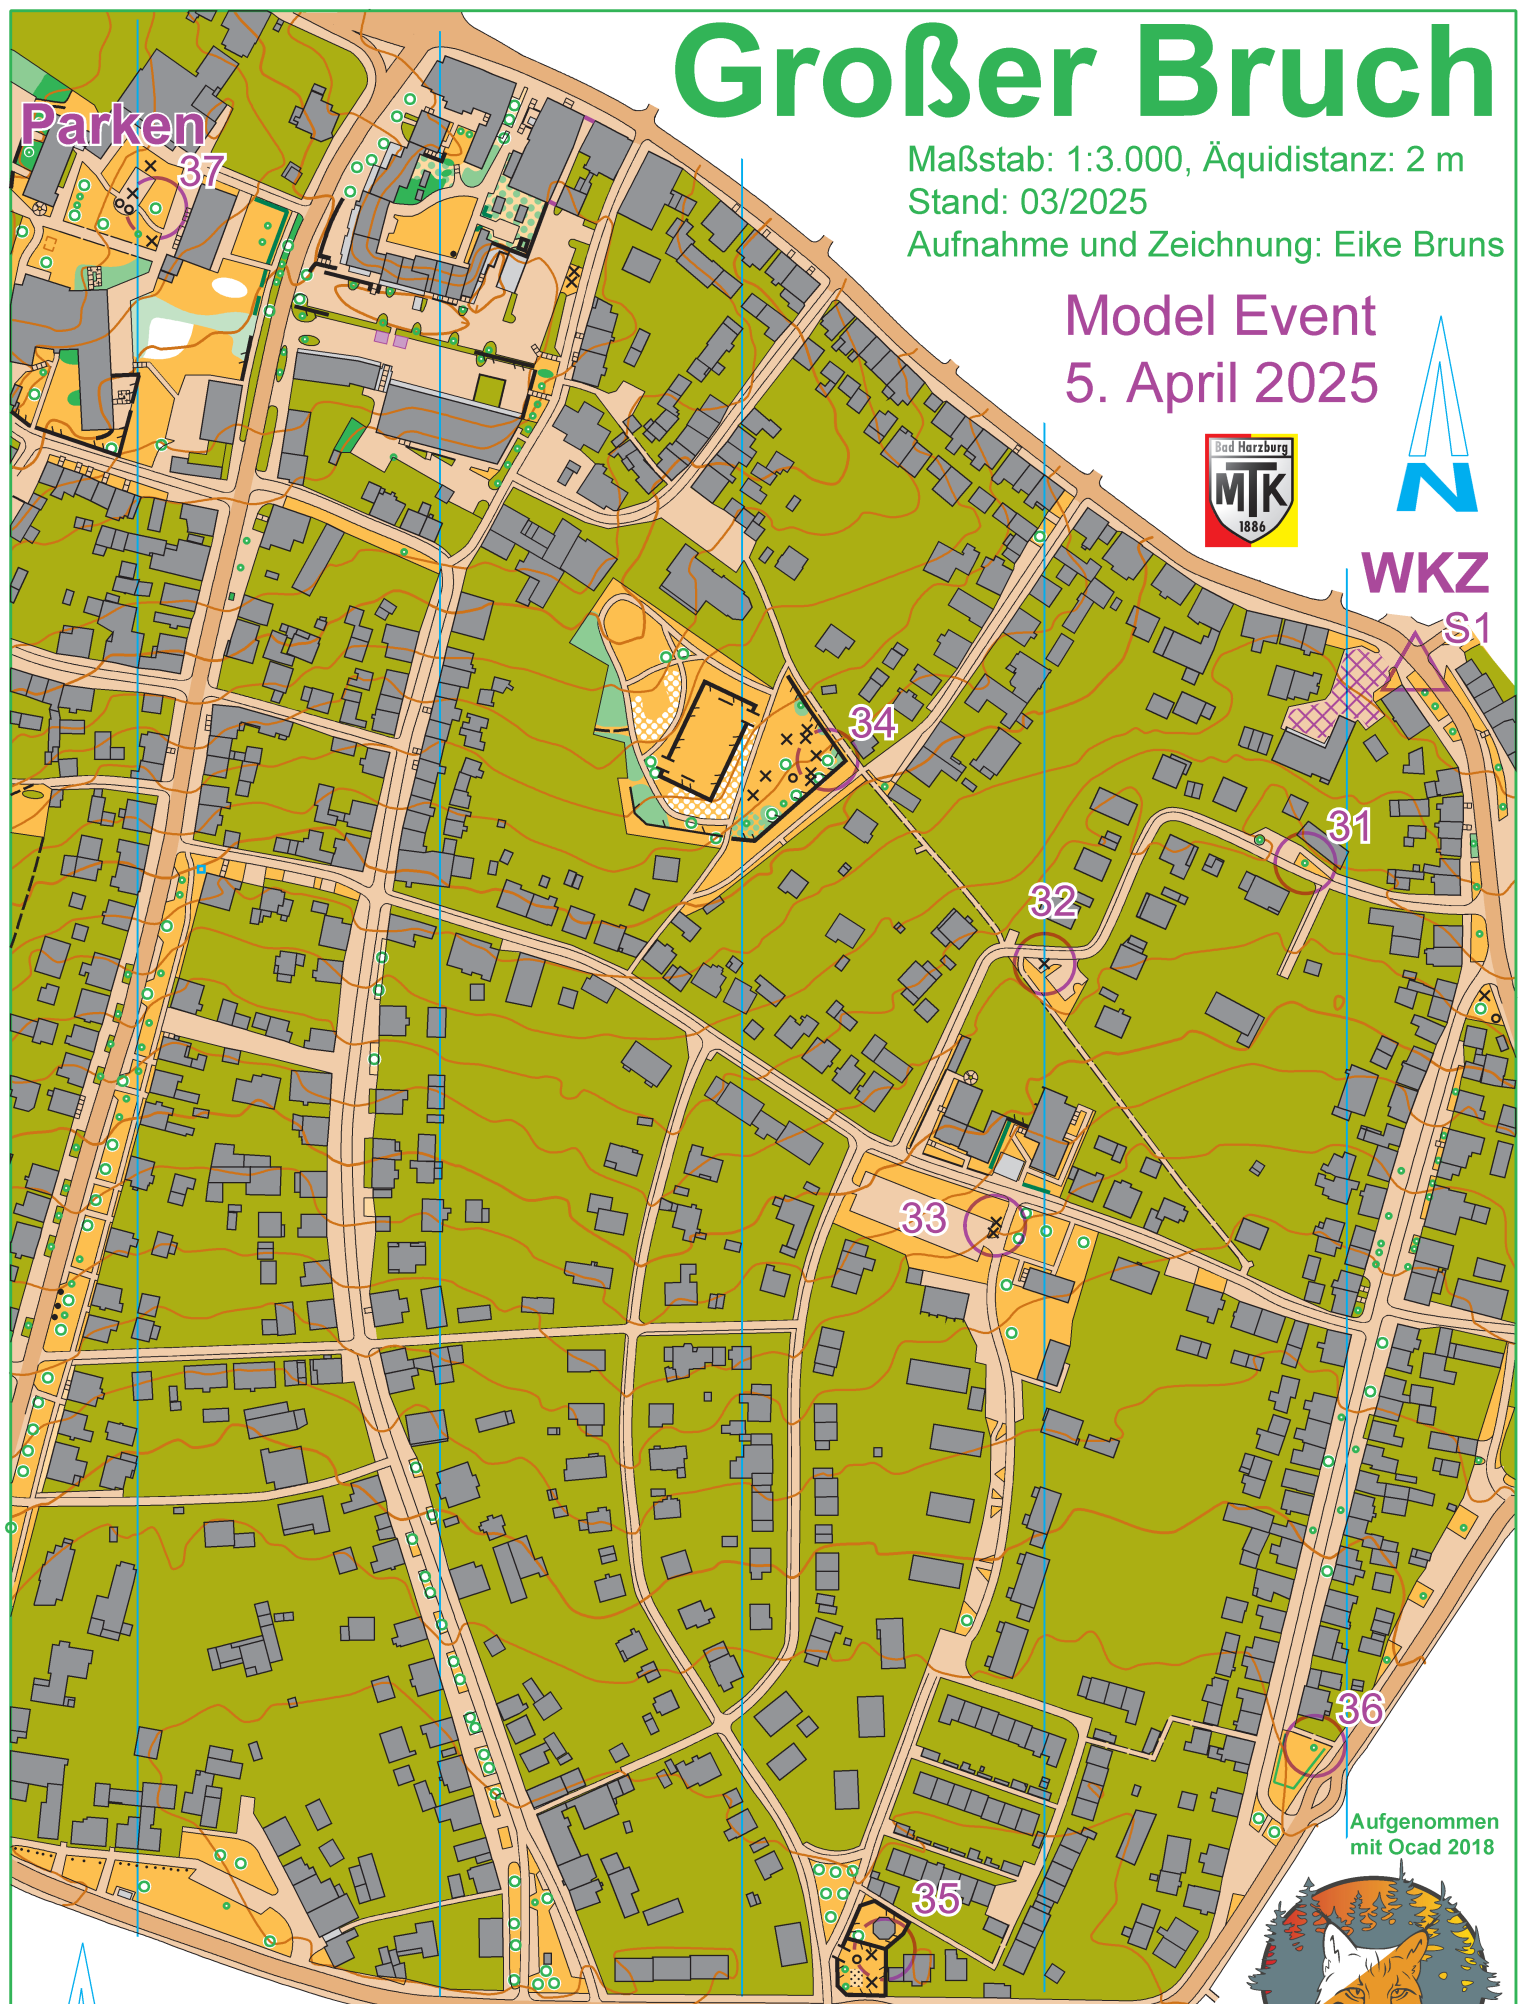 Großer Bruch
Maßstab: 1:3.000, Äquidistanz: 2 m
Stand: 03/2025
Aufnahme und Zeichnung: Eike Bruns
Model Event
5. April 2025
Bad Harzburg
MTK
1886
N
Parken
37
WKZ
S1
34
31
32
33
36
35
Aufgenommen
mit Ocad 2018